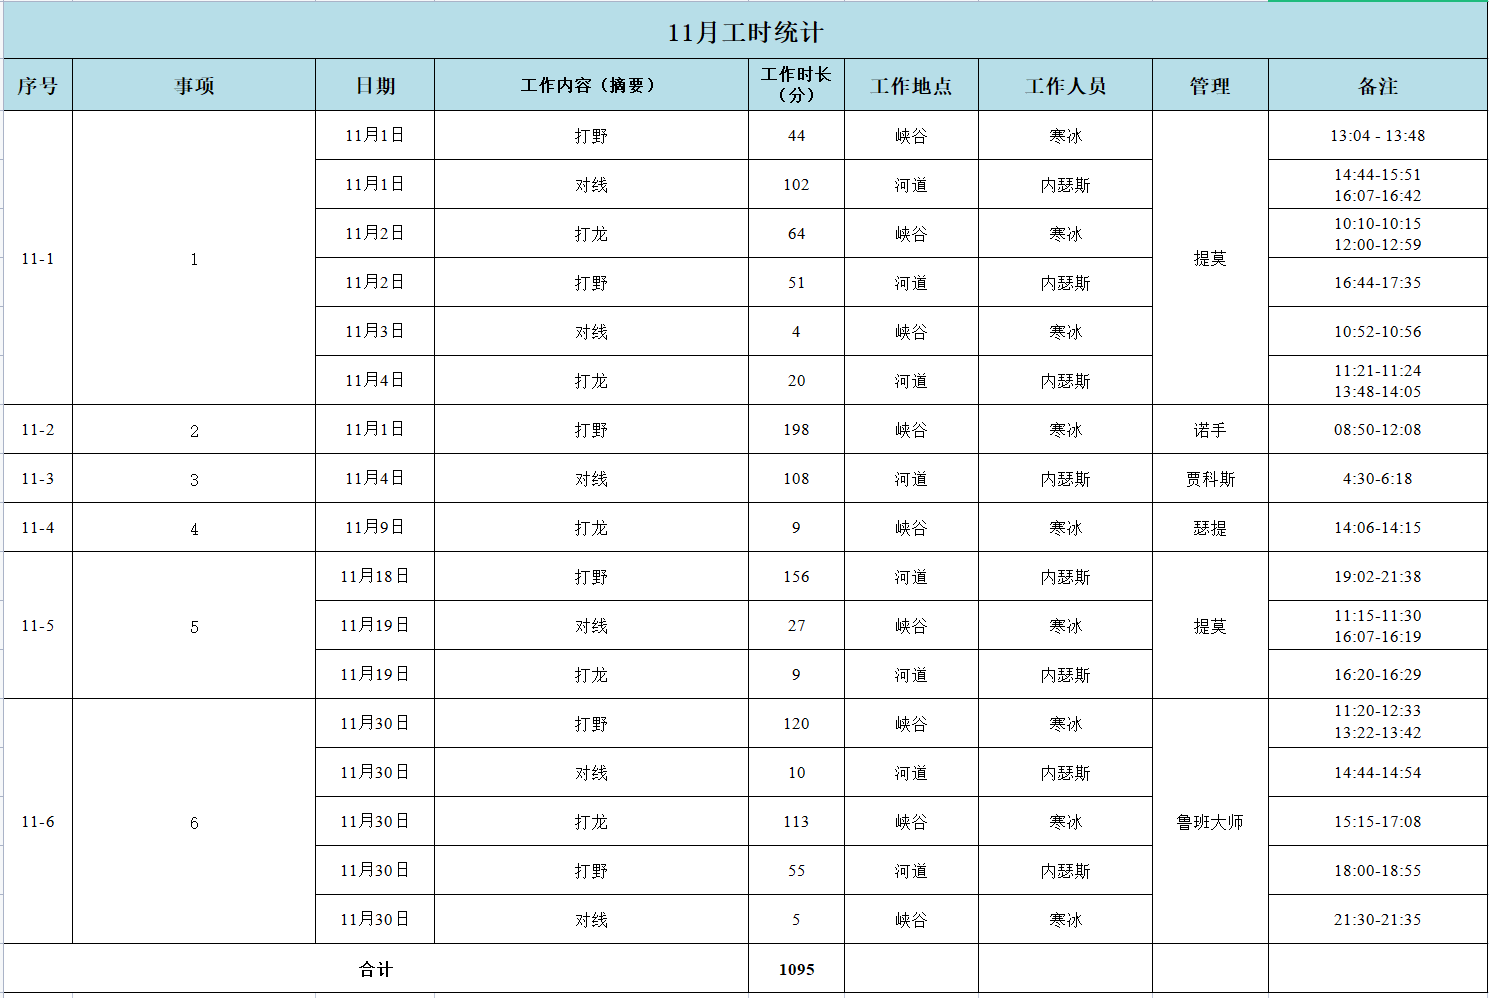 11月工时统计
序号 事项 日期 工作内容（摘要） 工作时长（分） 工作地点 工作人员 管理 备注
11-1 1 11月1日 打野 44 峡谷 寒冰 提莫 13:04 - 13:48
11月1日 对线 102 河道 内瑟斯 14:44-15:51
16:07-16:42
11月2日 打龙 64 峡谷 寒冰 10:10-10:15
12:00-12:59
11月2日 打野 51 河道 内瑟斯 16:44-17:35
11月3日 对线 4 峡谷 寒冰 10:52-10:56
11月4日 打龙 20 河道 内瑟斯 11:21-11:24
13:48-14:05
11-2 2 11月1日 打野 198 峡谷 寒冰 诺手 08:50-12:08
11-3 3 11月4日 对线 108 河道 内瑟斯 贾科斯 4:30-6:18
11-4 4 11月9日 打龙 9 峡谷 寒冰 瑟提 14:06-14:15
11-5 5 11月18日 打野 156 河道 内瑟斯 提莫 19:02-21:38
11月19日 对线 27 峡谷 寒冰 11:15-11:30
16:07-16:19
11月19日 打龙 9 河道 内瑟斯 16:20-16:29
11-6 6 11月30日 打野 120 峡谷 寒冰 鲁班大师 11:20-12:33
13:22-13:42
11月30日 对线 10 河道 内瑟斯 14:44-14:54
11月30日 打龙 113 峡谷 寒冰 15:15-17:08
11月30日 打野 55 河道 内瑟斯 18:00-18:55
11月30日 对线 5 峡谷 寒冰 21:30-21:35
合计 1095